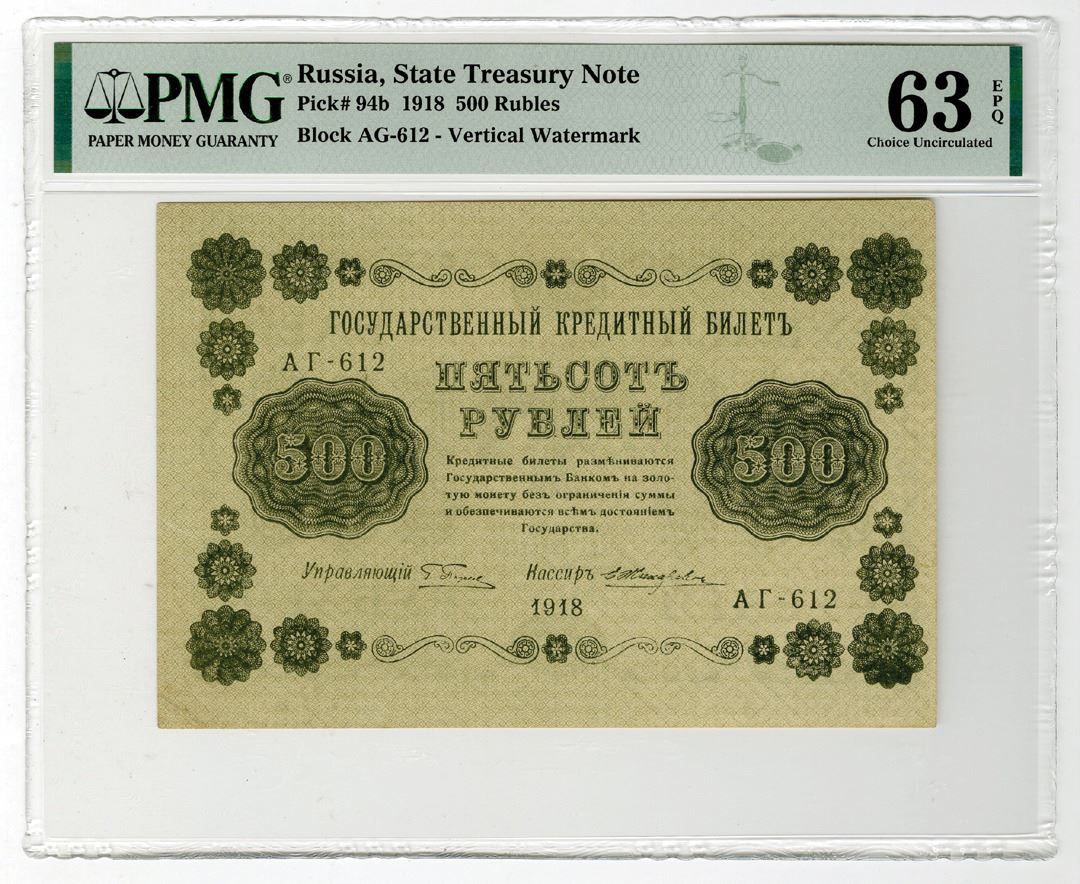 PMG®
PAPER MONEY GUARANTY
Russia, State Treasury Note
Pick# 94b 1918 500 Rubles
Block AG-612 - Vertical Watermark
63 EPQ
Choice Uncirculated
ГОСУДАРСТВЕННЫЙ КРЕДИТНЫЙ БИЛЕТЪ
АГ-612
ПЯТЬСОТЪ
РУБЛЕЙ
500
500
Кредитные билеты размѣниваются
Государственнымъ Банкомъ на золо-
тую монету безъ ограниченія суммы
и обезпечиваются всѣмъ достояніемъ
Государства.
Управляющій
Кассиръ
1918
АГ-612